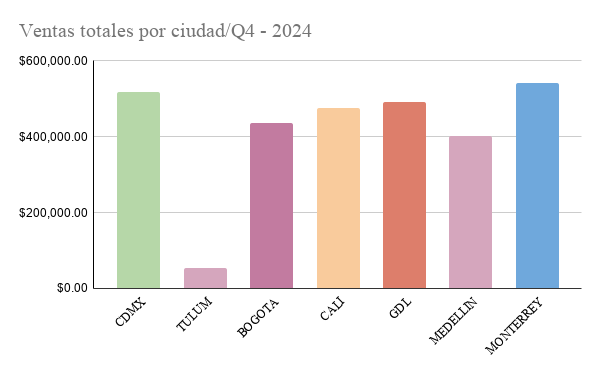 Ventas totales por ciudad/Q4 - 2024
$600,000.00
$400,000.00
$200,000.00
$0.00
CDMX
TULUM
BOGOTA
CALI
GDL
MEDELLIN
MONTERREY